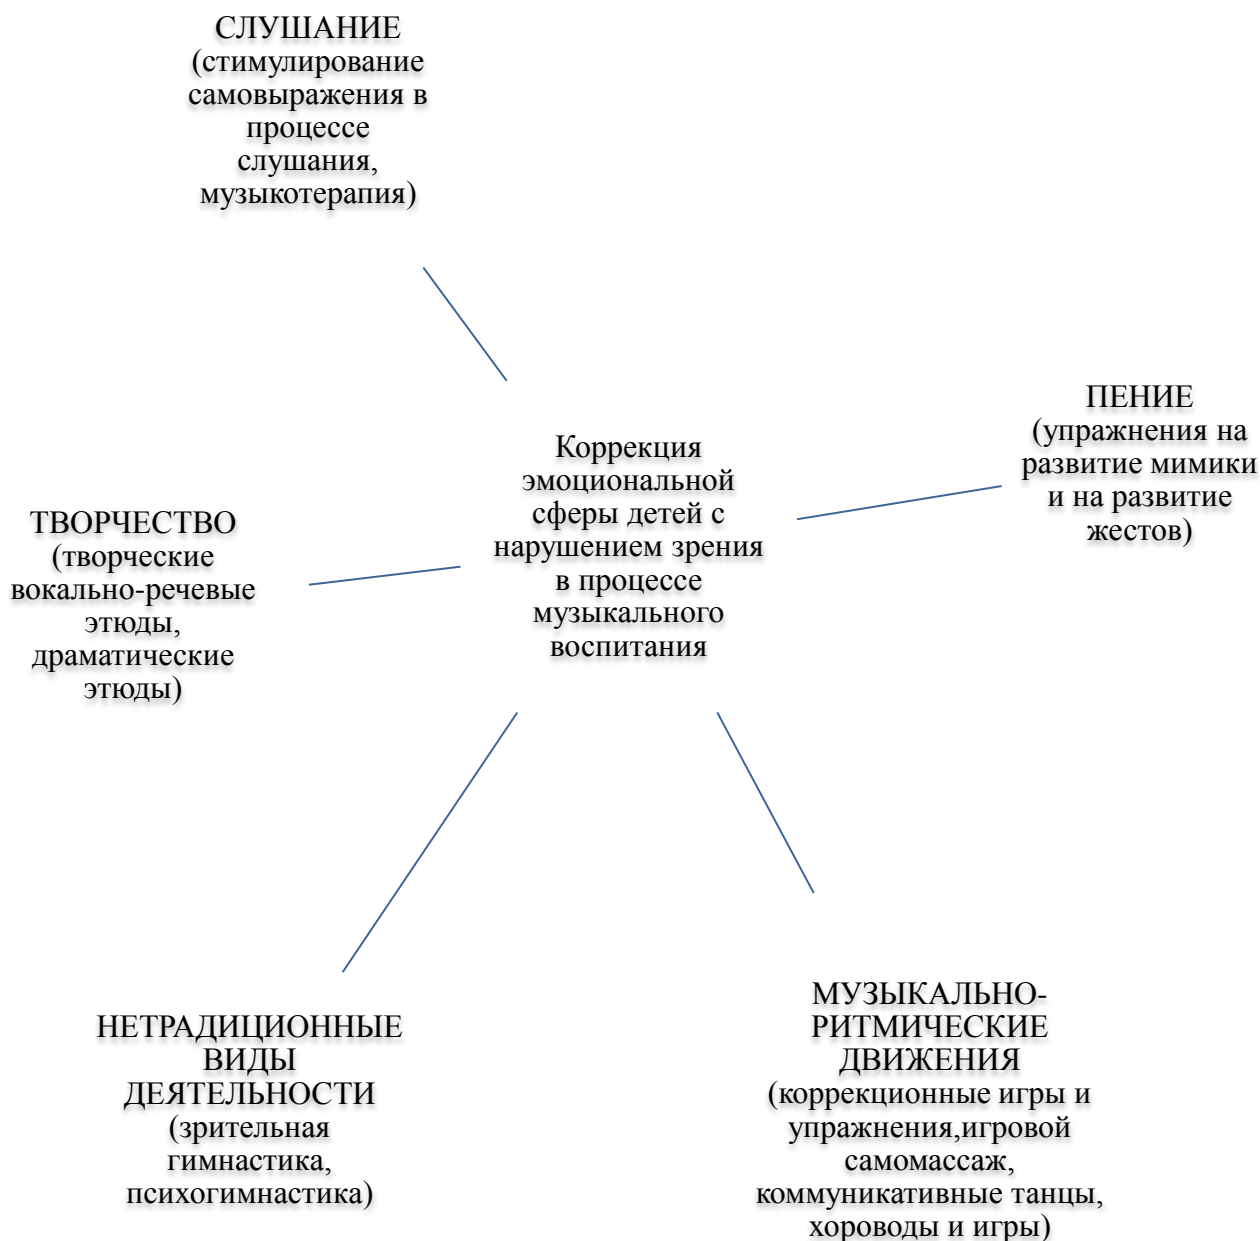 СЛУШАНИЕ
(стимулирование
самовыражения в
процессе
слушания,
музыкотерапия)
ПЕНИЕ
(упражнения на
развитие мимики
и на развитие
жестов)
Коррекция
эмоциональной
сферы детей с
нарушением зрения
в процессе
музыкального
воспитания
ТВОРЧЕСТВО
(творческие
вокально-речевые
этюды,
драматические
этюды)
НЕТРАДИЦИОННЫЕ
ВИДЫ
ДЕЯТЕЛЬНОСТИ
(зрительная
гимнастика,
психогимнастика)
МУЗЫКАЛЬНО-
РИТМИЧЕСКИЕ
ДВИЖЕНИЯ
(коррекционные игры и
упражнения,игровой
самомассаж,
коммуникативные танцы,
хороводы и игры)